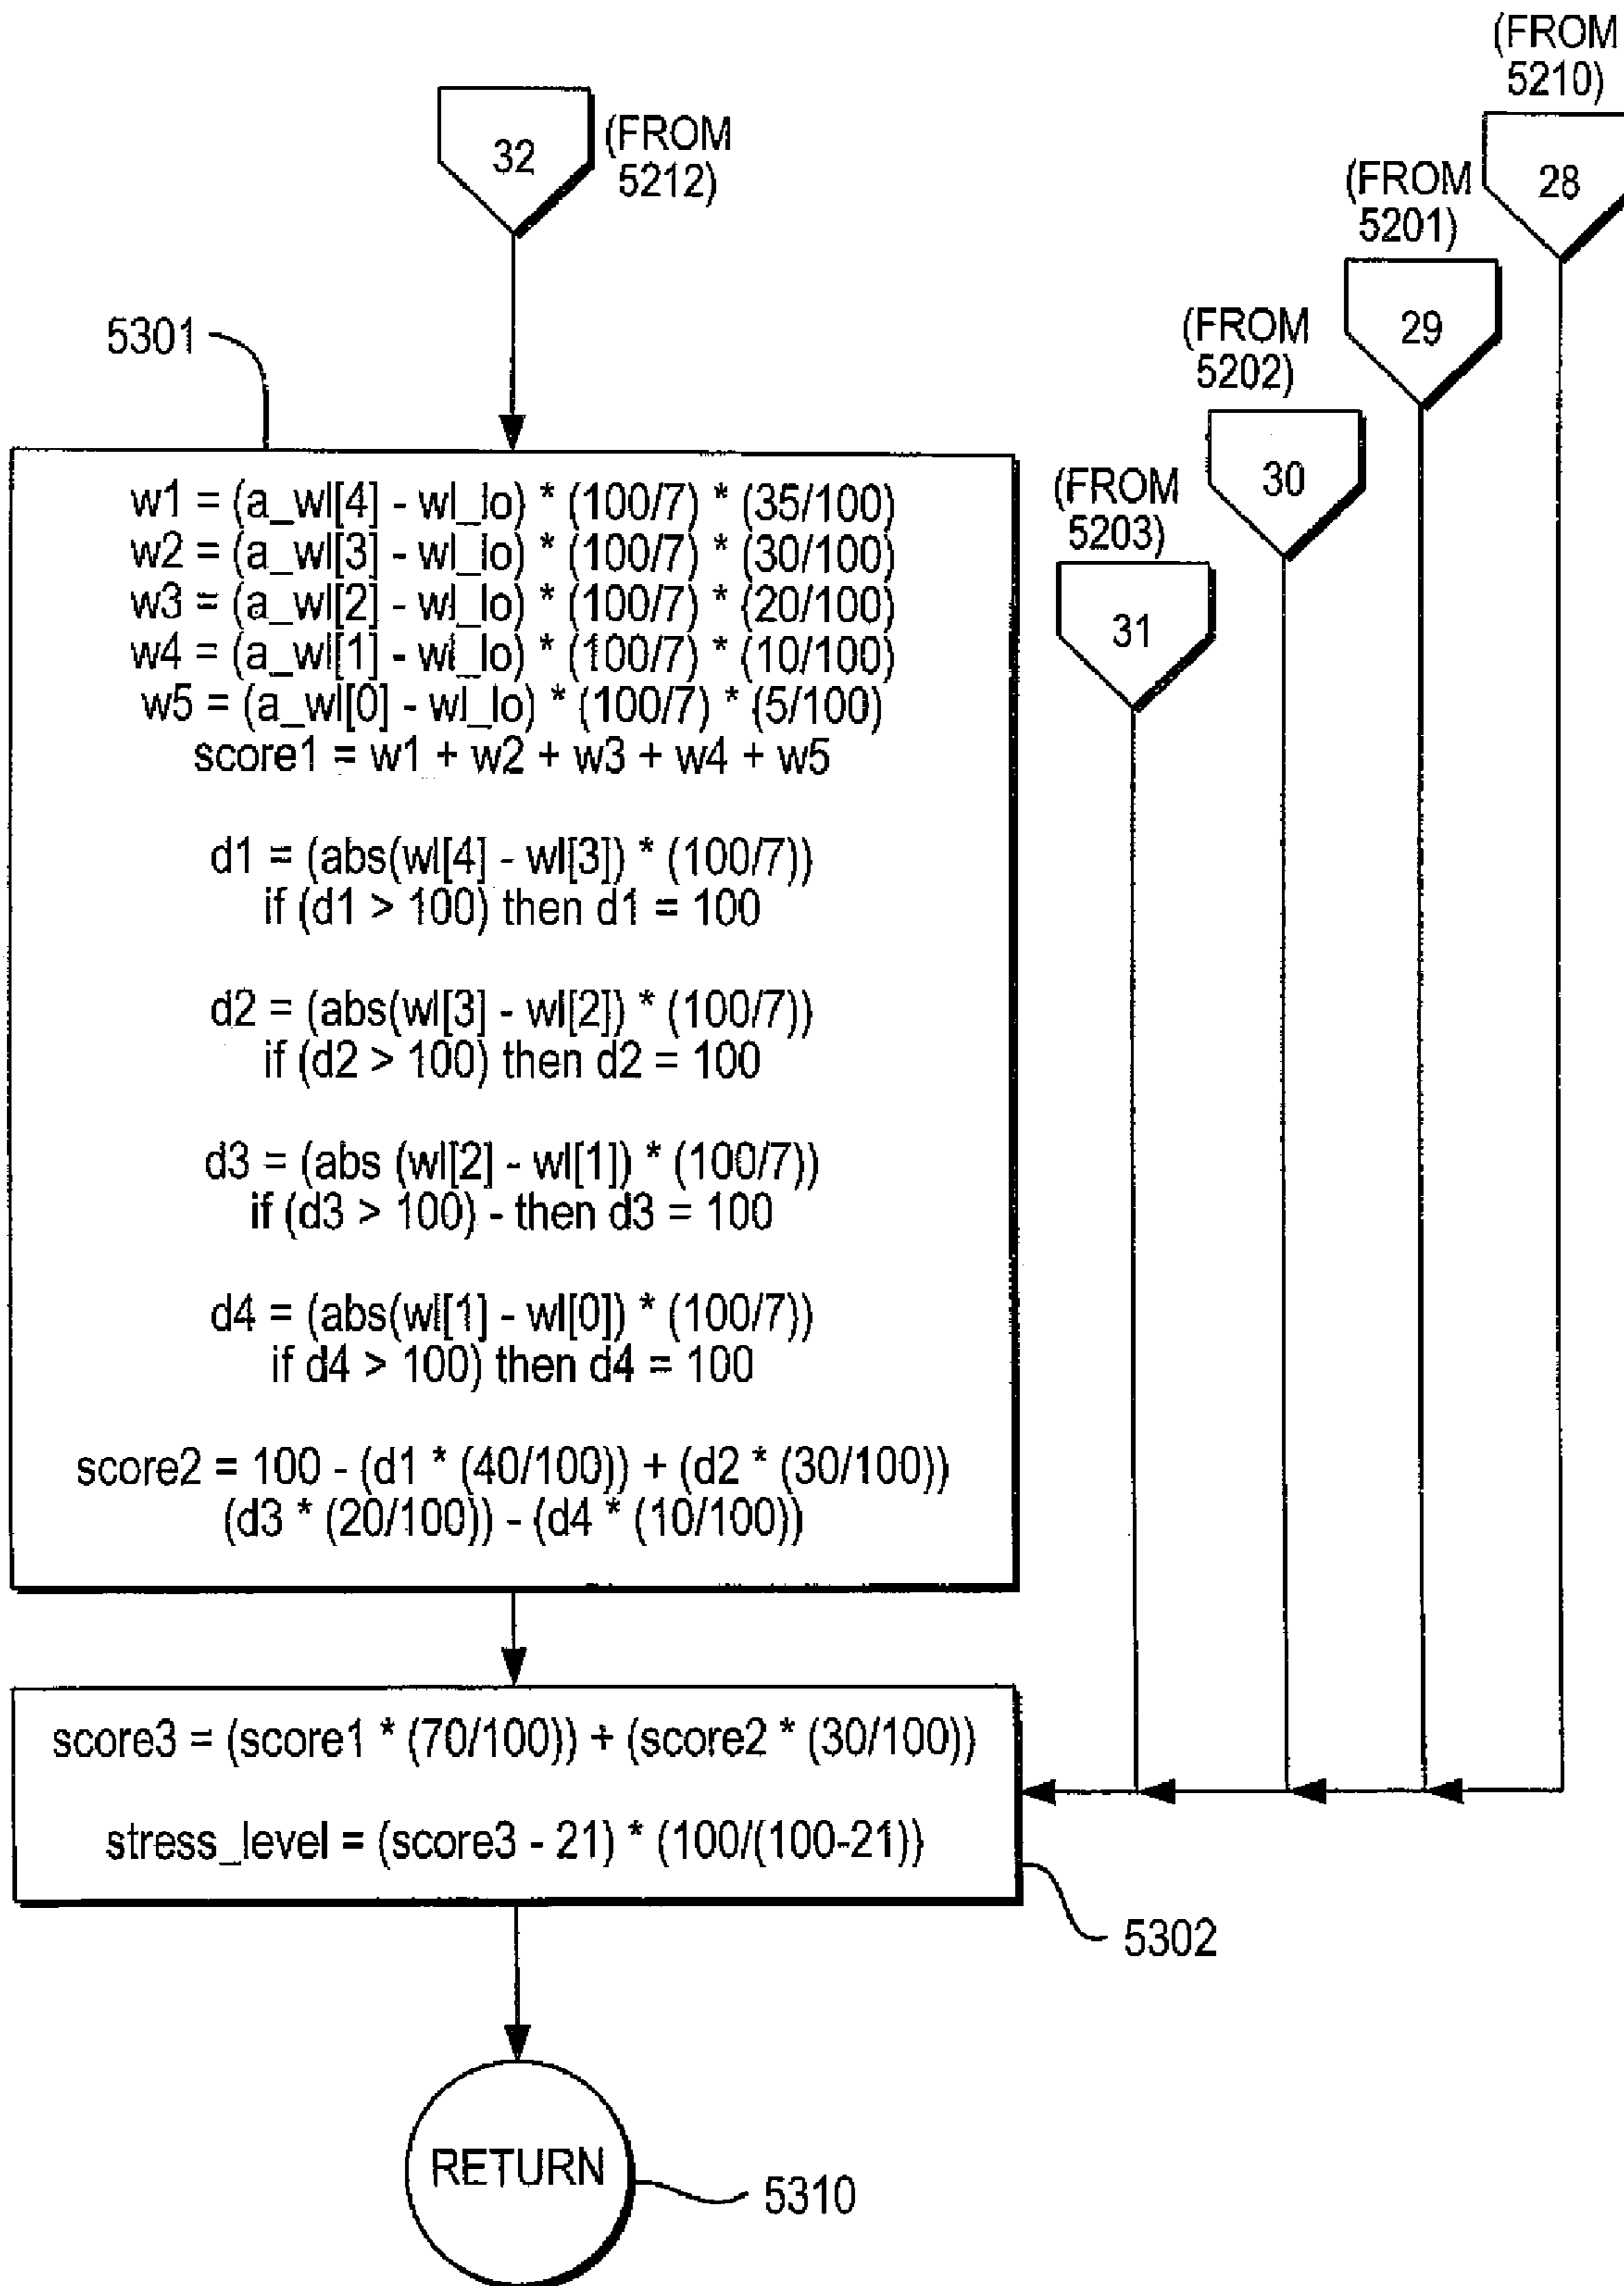 (FROM
5210)
28
32
(FROM
5212)
(FROM
5201)
29
(FROM
5202)
30
(FROM
5203)
31
5301
w1 = (a_wl[4] - wl_lo) * (100/7) * (35/100)
w2 = (a_wl[3] - wl_lo) * (100/7) * (30/100)
w3 = (a_wl[2] - wl_lo) * (100/7) * (20/100)
w4 = (a_wl[1] - wl_lo) * (100/7) * (10/100)
w5 = (a_wl[0] - wl_lo) * (100/7) * (5/100)
score1 = w1 + w2 + w3 + w4 + w5
d1 = (abs(wl[4] - wl[3]) * (100/7))
if (d1 > 100) then d1 = 100
d2 = (abs(wl[3] - wl[2]) * (100/7))
if (d2 > 100) then d2 = 100
d3 = (abs (wl[2] - wl[1]) * (100/7))
if (d3 > 100) - then d3 = 100
d4 = (abs(wl[1] - wl[0]) * (100/7))
if d4 > 100) then d4 = 100
score2 = 100 - (d1 * (40/100)) + (d2 * (30/100))
(d3 * (20/100)) - (d4 * (10/100))
score3 = (score1 * (70/100)) + (score2 * (30/100))
stress_level = (score3 - 21) * (100/(100-21))
5302
RETURN
5310